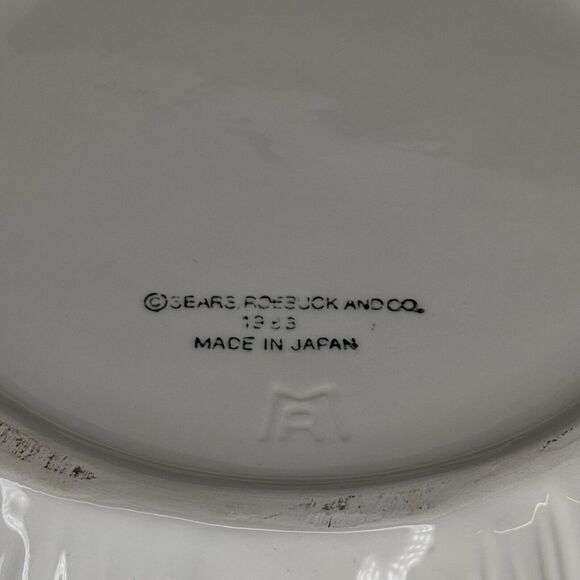 ©SEARS, ROEBUCK AND CO.
MADE IN JAPAN